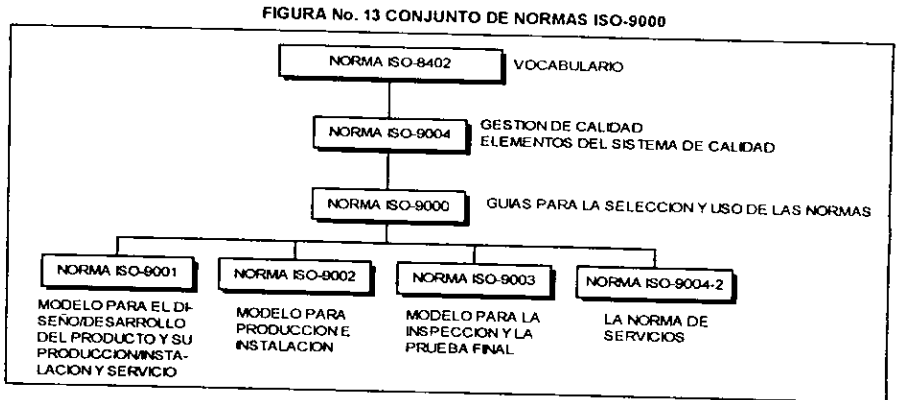 FIGURA No. 13 CONJUNTO DE NORMAS ISO-9000
NORMA ISO-8402
VOCABULARIO
NORMA ISO-9004
GESTION DE CALIDAD
ELEMENTOS DEL SISTEMA DE CALIDAD
NORMA ISO-9000
GUIAS PARA LA SELECCION Y USO DE LAS NORMAS
NORMA ISO-9001
MODELO PARA EL DI-
SEÑO/DESARROLLO
DEL PRODUCTO Y SU
PRODUCCION/INSTA-
LACION Y SERVICIO
NORMA ISO-9002
MODELO PARA
PRODUCCION E
INSTALACION
NORMA ISO-9003
MODELO PARA LA
INSPECCION Y LA
PRUEBA FINAL
NORMA ISO-9004-2
LA NORMA DE
SERVICIOS